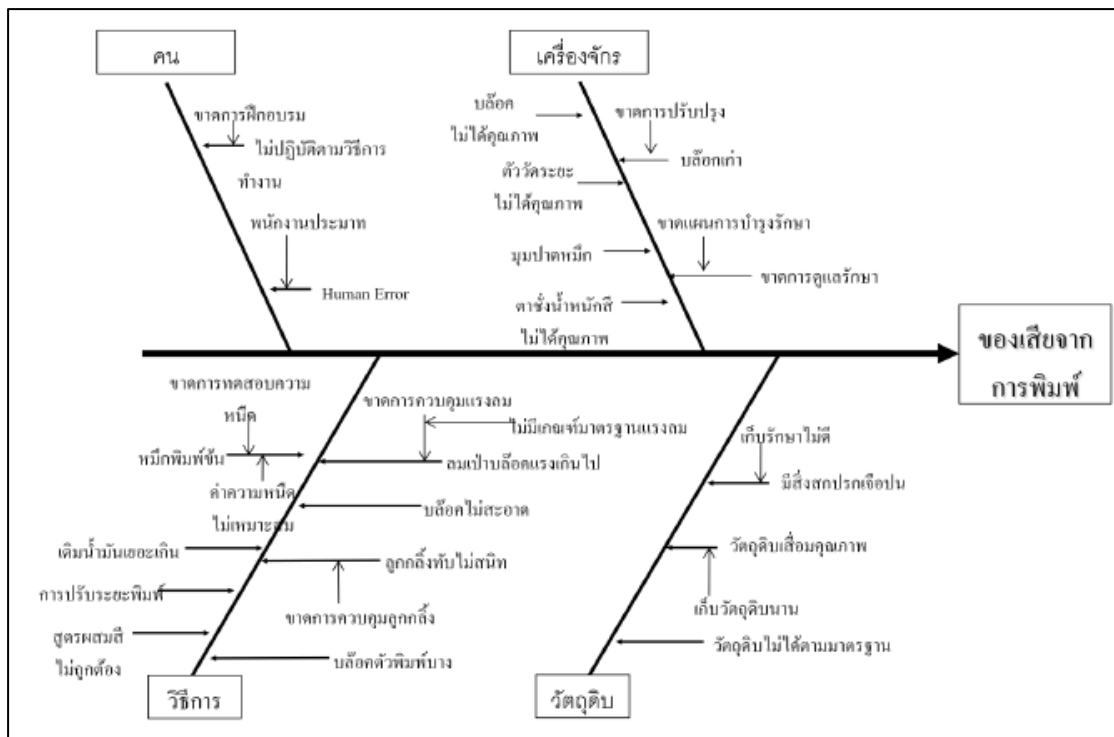 คน
เครื่องจักร
ขาดการฝึกอบรม
ไม่ปฏิบัติตามวิธีการ
ทำงาน
พนักงานประมาท
Human Error
บล๊อค
ไม่ได้คุณภาพ
ขาดการปรับปรุง
บล๊อกเก่า
ตัววัดระยะ
ไม่ได้คุณภาพ
ขาดแผนการบำรุงรักษา
มุมปาดหมึก
ขาดการดูแลรักษา
ตาชั่งน้ำหนักสี
ไม่ได้คุณภาพ
ของเสียจาก
การพิมพ์
ขาดการทดสอบความ
หนืด
หมึกพิมพ์ข้น
ค่าความหนืด
ไม่เหมาะสม
ขาดการควบคุมแรงลม
ไม่มีเกณฑ์มาตรฐานแรงลม
ลมเป่าบล๊อคแรงเกินไป
บล๊อคไม่สะอาด
เติมน้ำมันเยอะเกิน
ลูกกลิ้งทับไม่สนิท
การปรับระยะพิมพ์
ขาดการควบคุมลูกกลิ้ง
สูตรผสมสี
ไม่ถูกต้อง
บล๊อคตัวพิมพ์บาง
เก็บรักษาไม่ดี
มีสิ่งสกปรกเจือปน
วัตถุดิบเสื่อมคุณภาพ
เก็บวัตถุดิบนาน
วัตถุดิบไม่ได้ตามมาตรฐาน
วิธีการ
วัตถุดิบ